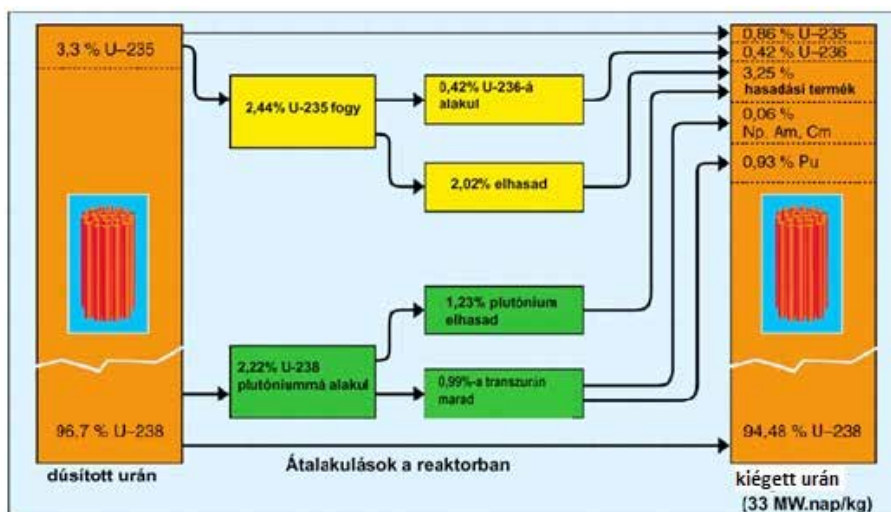 3,3 % U–235
96,7 % U–238
dúsított urán
2,44% U-235 fogy
0,42% U-236-á
alakul
2,02% elhasad
2,22% U-238
plutóniummá alakul
1,23% plutónium
elhasad
0,99%-a transzurán
marad
Átalakulások a reaktorban
0,86 % U–235
0,42 % U–236
3,25 %
hasadási termék
0,06 %
Np, Am, Cm
0,93 % Pu
94,48 % U–238
kiégett urán
(33 MW.nap/kg)